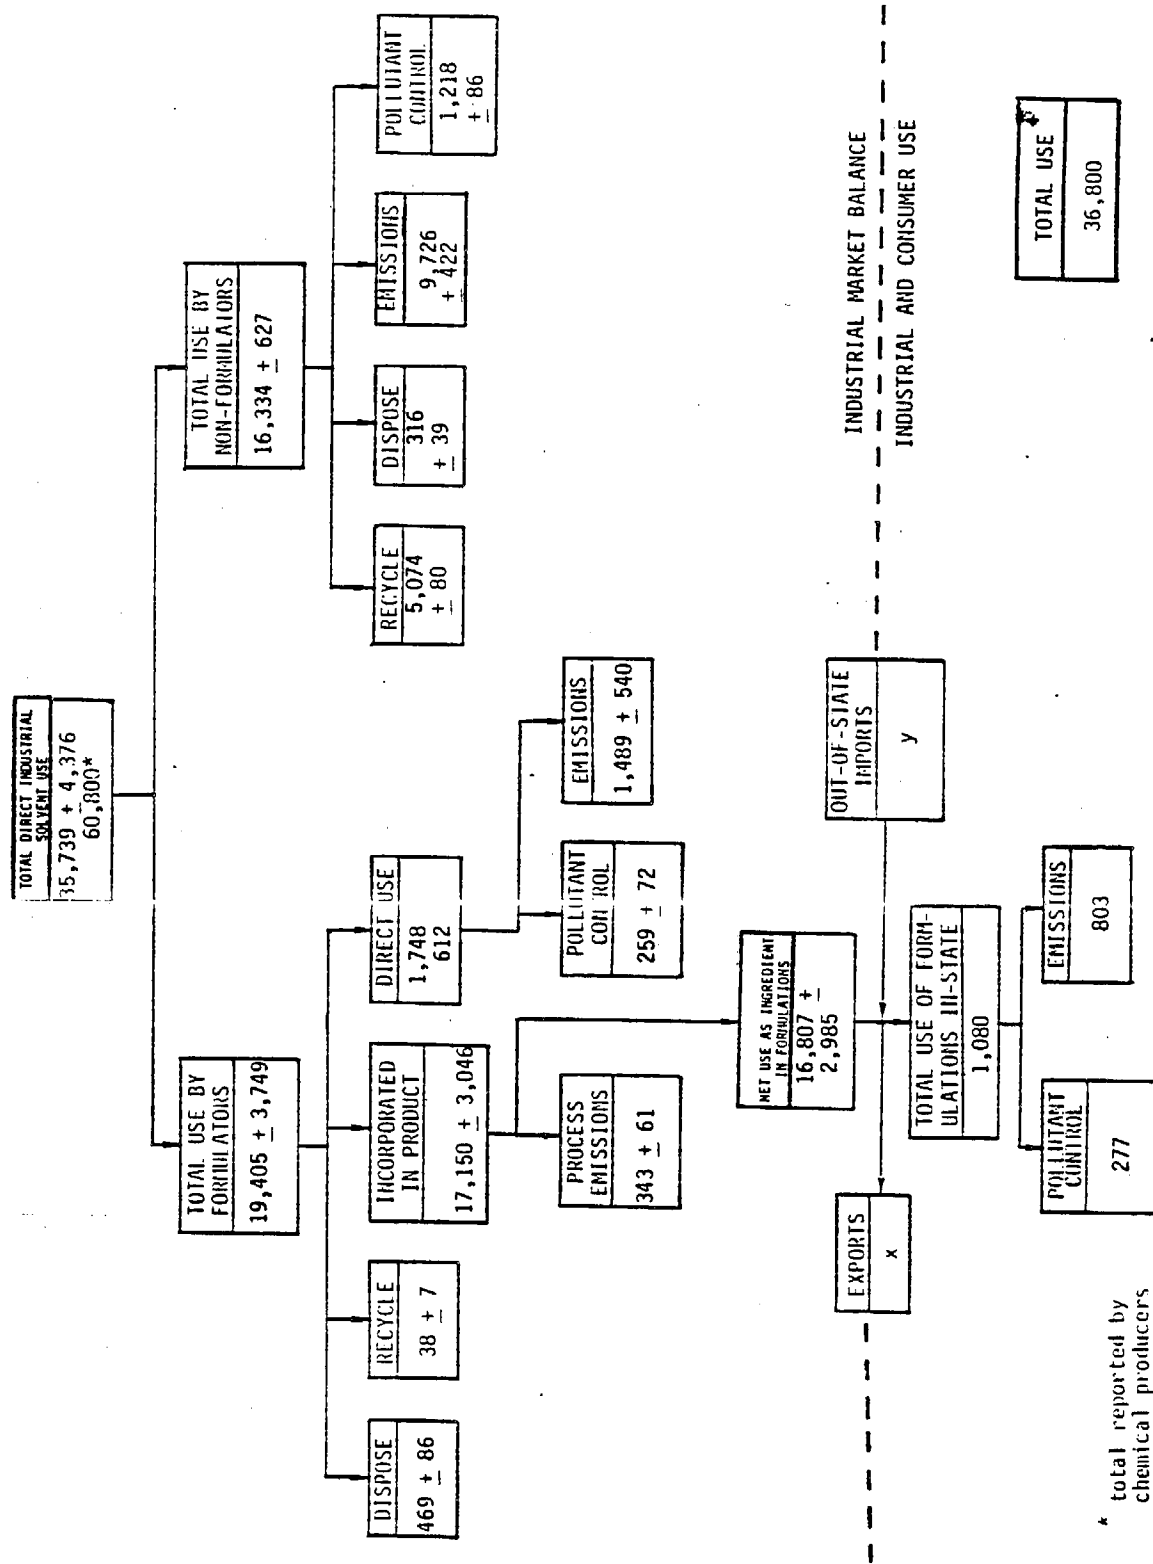 TOTAL DIRECT INDUSTRIAL
SOLVENT USE
35,739 ± 4,376
60,800*
TOTAL USE BY
FORMULATORS
19,405 ± 3,749
TOTAL USE BY
NON-FORMULATORS
16,334 ± 627
DISPOSE
469 ± 86
RECYCLE
38 ± 7
INCORPORATED
IN PRODUCT
17,150 ± 3,046
DIRECT USE
1,748
612
RECYCLE
5,074
± 80
DISPOSE
316
± 39
EMISSIONS
9,726
± 422
POLLUTANT
CONTROL
1,218
± 86
PROCESS
EMISSIONS
343 ± 61
POLLUTANT
CONTROL
259 ± 72
EMISSIONS
1,489 ± 540
NET USE AS INGREDIENT
IN FORMULATIONS
16,807 ±
2,985
EXPORTS
x
OUT-OF-STATE
IMPORTS
y
INDUSTRIAL MARKET BALANCE
INDUSTRIAL AND CONSUMER USE
TOTAL USE OF FORM-
ULATIONS IN-STATE
1,080
POLLUTANT
CONTROL
277
EMISSIONS
803
TOTAL USE
36,800
* total reported by
chemical producers